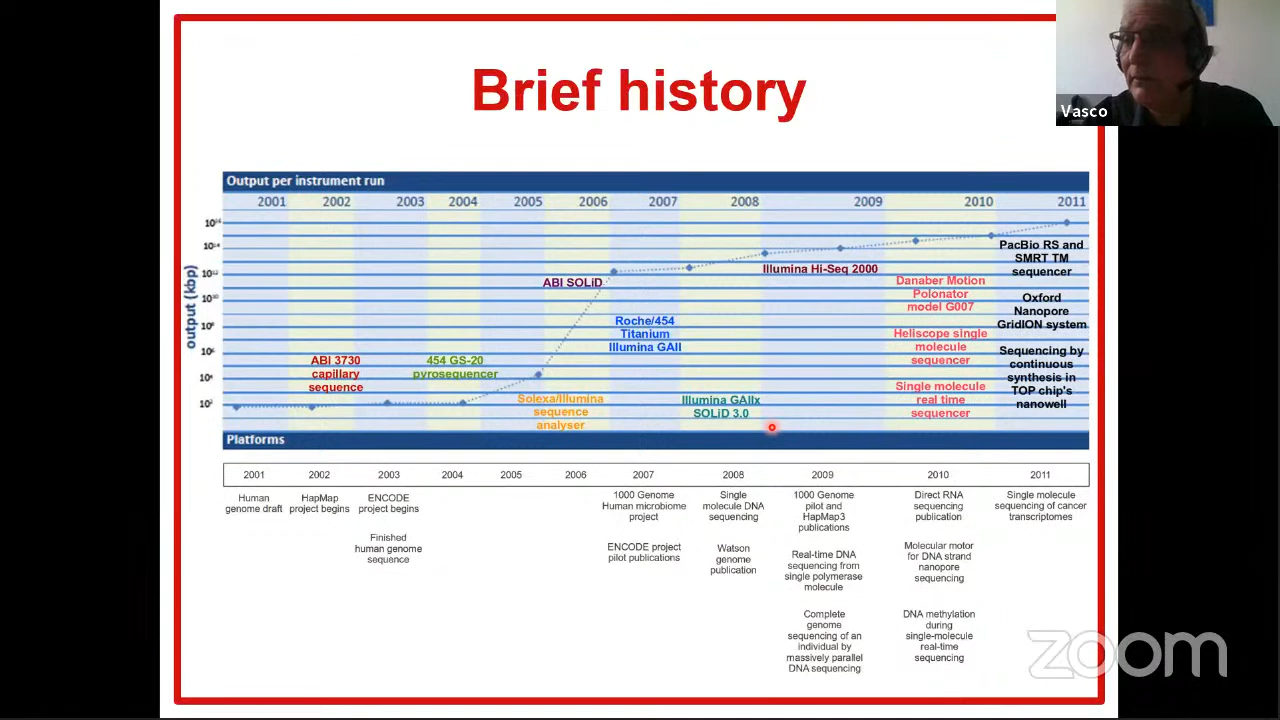 Brief history
Vasco
Output per instrument run
2001 2002 2003 2004 2005 2006 2007 2008 2009 2010 2011
output (kbp)
10¹⁴
10¹²
10¹⁰
10⁸
10⁶
10⁴
10²
ABI 3730
capillary
sequence
454 GS-20
pyrosequencer
Solexa/Illumina
sequence
analyser
ABI SOLiD
Roche/454
Titanium
Illumina GAII
Illumina GAIIx
SOLiD 3.0
Illumina Hi-Seq 2000
Danaber Motion
Polonator
model G007
Heliscope single
molecule
sequencer
Single molecule
real time
sequencer
PacBio RS and
SMRT TM
sequencer
Oxford
Nanopore
GridION system
Sequencing by
continuous
synthesis in
TOP chip's
nanowell
Platforms
2001 2002 2003 2004 2005 2006 2007 2008 2009 2010 2011
Human
genome draft
HapMap
project begins
ENCODE
project begins
Finished
human genome
sequence
1000 Genome
Human microbiome
project
ENCODE project
pilot publications
Single
molecule DNA
sequencing
Watson
genome
publication
1000 Genome
pilot and
HapMap3
publications
Real-time DNA
sequencing from
single polymerase
molecule
Complete
genome
sequencing of an
individual by
massively parallel
DNA sequencing
Direct RNA
sequencing
publication
Molecular motor
for DNA strand
nanopore
sequencing
DNA methylation
during
single-molecule
real-time
sequencing
Single molecule
sequencing of cancer
transcriptomes
zoom